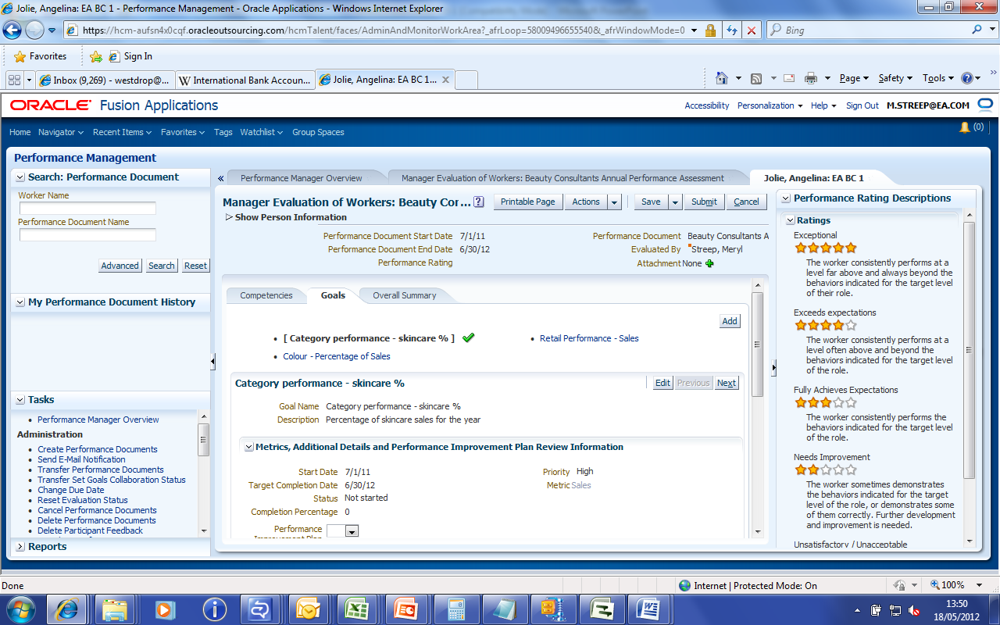 Jolie, Angelina: EA BC 1 - Performance Management - Oracle Applications - Windows Internet Explorer
https://hcm-aufsn4x0cqf.oracleoutsourcing.com/hcmTalent/faces/AdminAndMonitorWorkArea?_afrLoop=58009496655540&_afrWindowMode=0
Bing
Favorites
Sign In
Inbox (9,269) - westdrop@...
International Bank Accoun...
Jolie, Angelina: EA BC 1...
Page
Safety
Tools
ORACLE Fusion Applications
Accessibility Personalization Help Sign Out M.STREEP@EA.COM
Home Navigator Recent Items Favorites Tags Watchlist Group Spaces
(0)
Performance Management
Search: Performance Document
Worker Name
Performance Document Name
Advanced Search Reset
My Performance Document History
Tasks
Performance Manager Overview
Administration
Create Performance Documents
Send E-Mail Notification
Transfer Performance Documents
Transfer Set Goals Collaboration Status
Change Due Date
Reset Evaluation Status
Cancel Performance Documents
Delete Performance Documents
Delete Participant Feedback
Reports
«
Performance Manager Overview
Manager Evaluation of Workers: Beauty Consultants Annual Performance Assessment
Jolie, Angelina: EA BC 1
Manager Evaluation of Workers: Beauty Cor ...
Printable Page Actions Save Submit Cancel
Show Person Information
Performance Document Start Date 7/1/11
Performance Document Beauty Consultants A
Performance Document End Date 6/30/12
Evaluated By Streep, Meryl
Performance Rating
Attachment None
Competencies Goals Overall Summary
Add
[ Category performance - skincare % ]
Retail Performance - Sales
Colour - Percentage of Sales
Category performance - skincare %
Edit Previous Next
Goal Name Category performance - skincare %
Description Percentage of skincare sales for the year
Metrics, Additional Details and Performance Improvement Plan Review Information
Start Date 7/1/11
Priority High
Target Completion Date 6/30/12
Metric Sales
Status Not started
Completion Percentage 0
Performance
Improvement Plan
Performance Rating Descriptions
Ratings
Exceptional
The worker consistently performs at a
level far above and always beyond the
behaviors indicated for the target level
of their role.
Exceeds expectations
The worker consistently performs at a
level often above and beyond the
behaviors indicated for the target level
of the role.
Fully Achieves Expectations
The worker consistently performs the
behaviors indicated for the target level
of the role.
Needs Improvement
The worker sometimes demonstrates
the behaviors indicated for the target
level of the role, or demonstrates some
of them correctly. Further development
and improvement is needed.
Unsatisfactory / Unacceptable
Done
Internet | Protected Mode: On
100%
13:50
18/05/2012